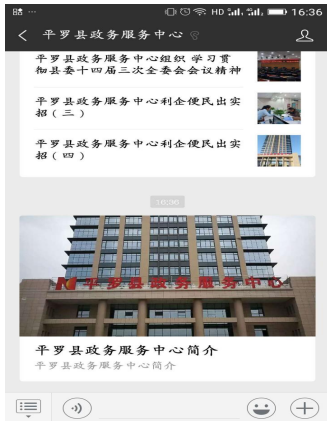 16:36
HD
平罗县政务服务中心
平罗县政务服务中心组织 学习贯
彻县委十四届三次全委会会议精神
平罗县政务服务中心利企便民出实
招（三）
平罗县政务服务中心利企便民出实
招（四）
16:36
平罗县政务服务中心
平罗县政务服务中心简介
平罗县政务服务中心简介